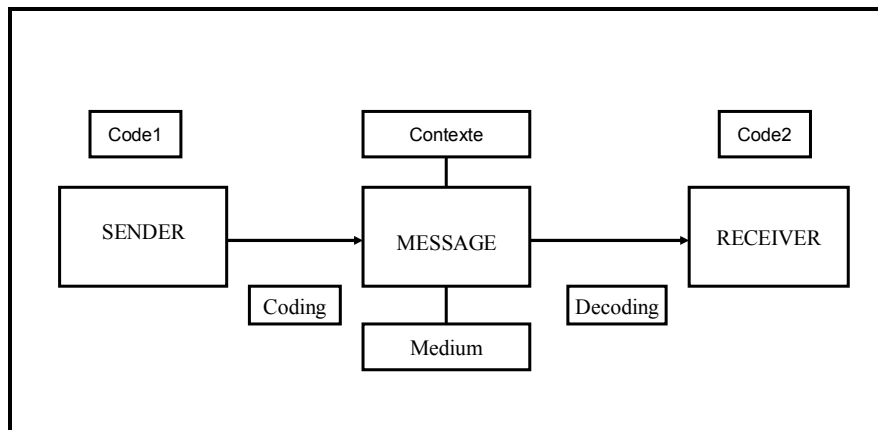 Code1
Contexte
Code2
SENDER
MESSAGE
RECEIVER
Coding
Decoding
Medium